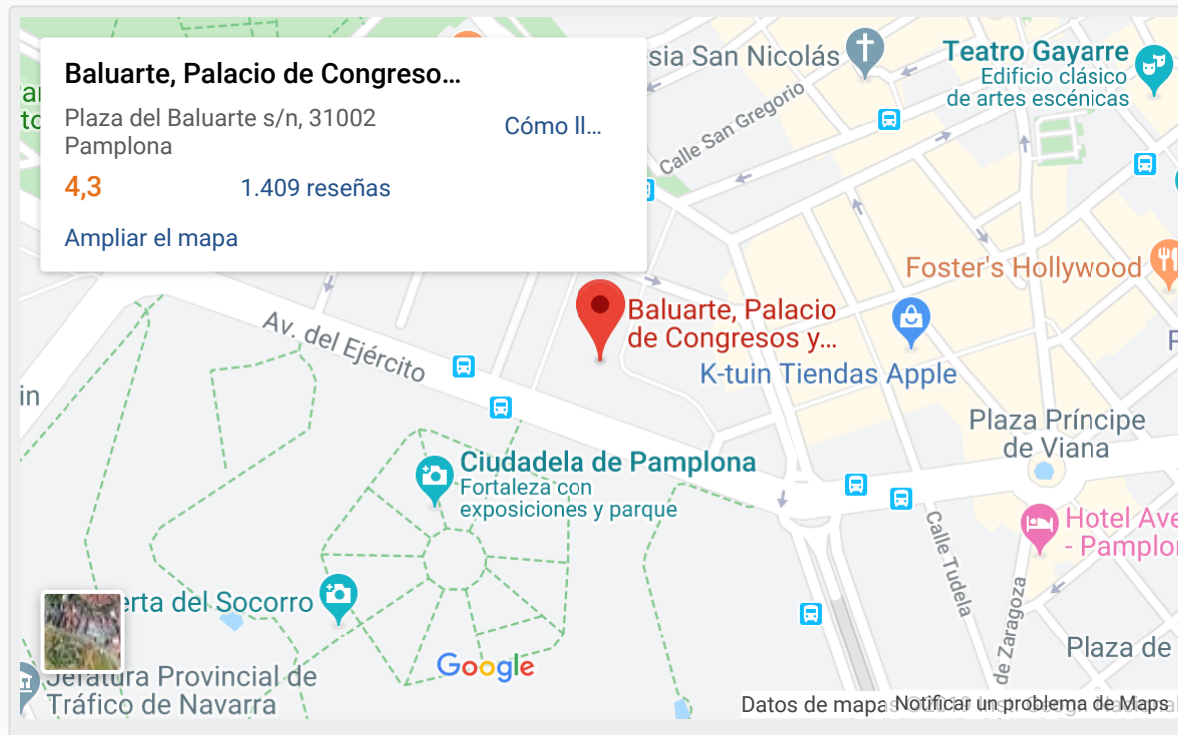 Baluarte, Palacio de Congreso...
Plaza del Baluarte s/n, 31002
Pamplona
Cómo ll...
4,3
1.409 reseñas
Ampliar el mapa
San Nicolás
Teatro Gayarre
Edificio clásico
de artes escénicas
Calle San Gregorio
Foster's Hollywood
Baluarte, Palacio
de Congresos y...
K-tuin Tiendas Apple
Av. del Ejército
in
Plaza Príncipe
de Viana
Ciudadela de Pamplona
Fortaleza con
exposiciones y parque
Hotel Ave
- Pamplo
Calle Tudela
de Zaragoza
erta del Socorro
Plaza de
Google
Jefatura Provincial de
Tráfico de Navarra
Datos de mapa
Notificar un problema de Maps